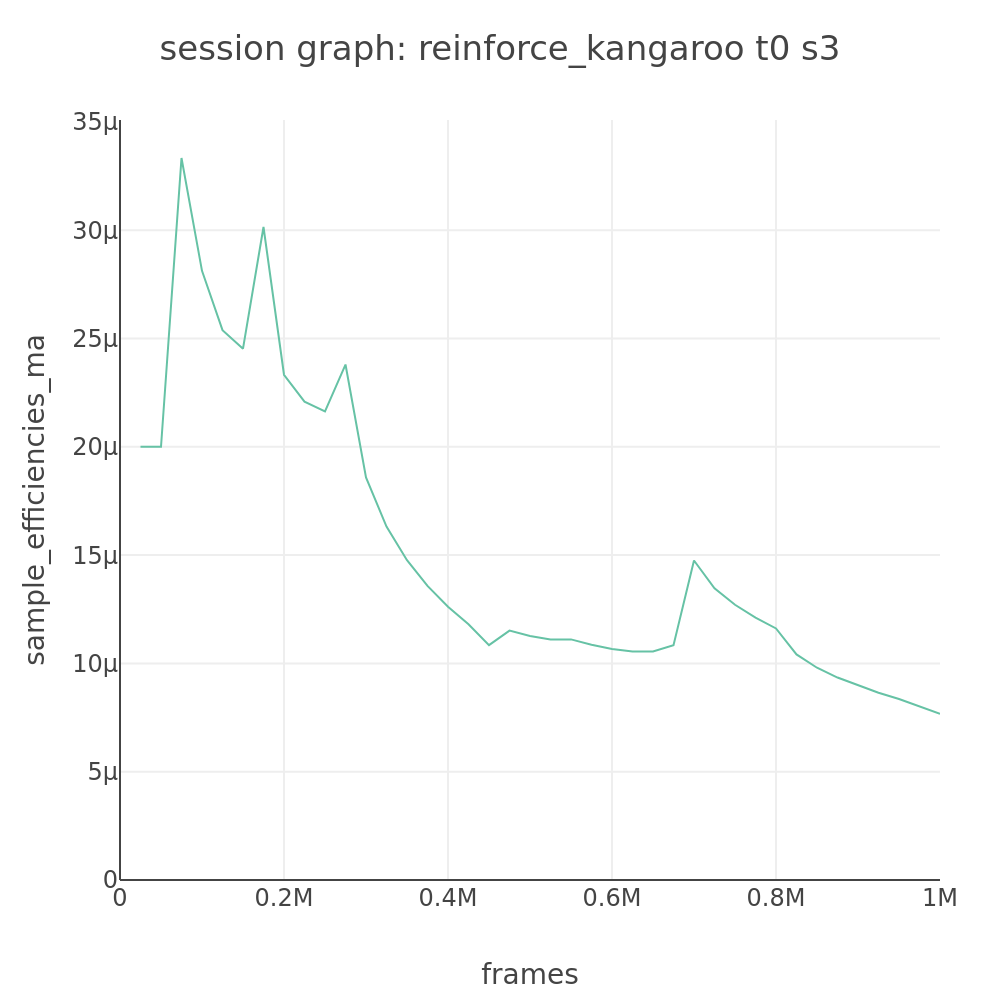 session graph: reinforce_kangaroo t0 s3
sample_efficiencies_ma
35μ
30μ
25μ
20μ
15μ
10μ
5μ
0
0
0.2M
0.4M
0.6M
0.8M
1M
frames